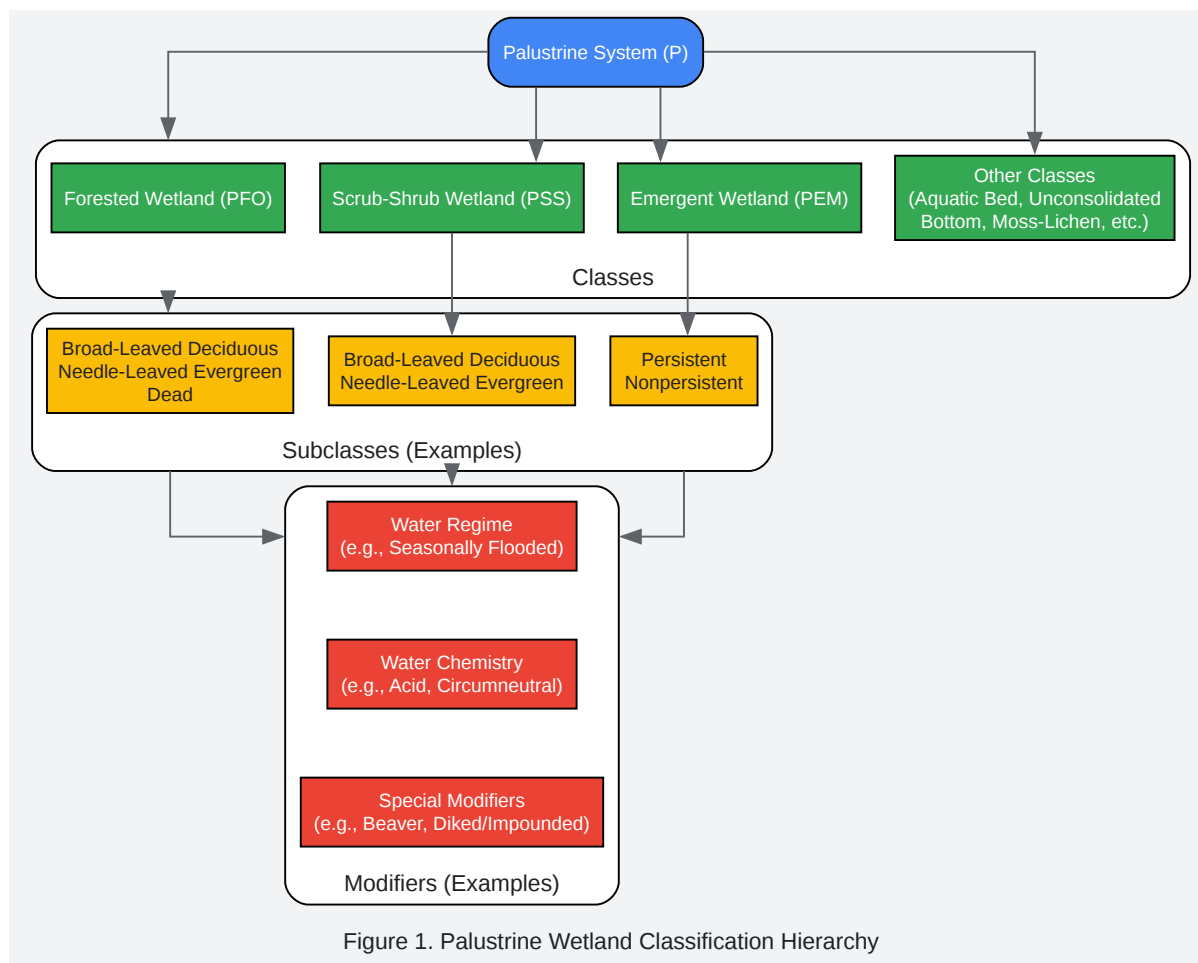 Palustrine System (P)
Forested Wetland (PFO)
Scrub-Shrub Wetland (PSS)
Emergent Wetland (PEM)
Other Classes
(Aquatic Bed, Unconsolidated
Bottom, Moss-Lichen, etc.)
Classes
Broad-Leaved Deciduous
Needle-Leaved Evergreen
Dead
Broad-Leaved Deciduous
Needle-Leaved Evergreen
Persistent
Nonpersistent
Subclasses (Examples)
Water Regime
(e.g., Seasonally Flooded)
Water Chemistry
(e.g., Acid, Circumneutral)
Special Modifiers
(e.g., Beaver, Diked/Impounded)
Modifiers (Examples)
Figure 1. Palustrine Wetland Classification Hierarchy